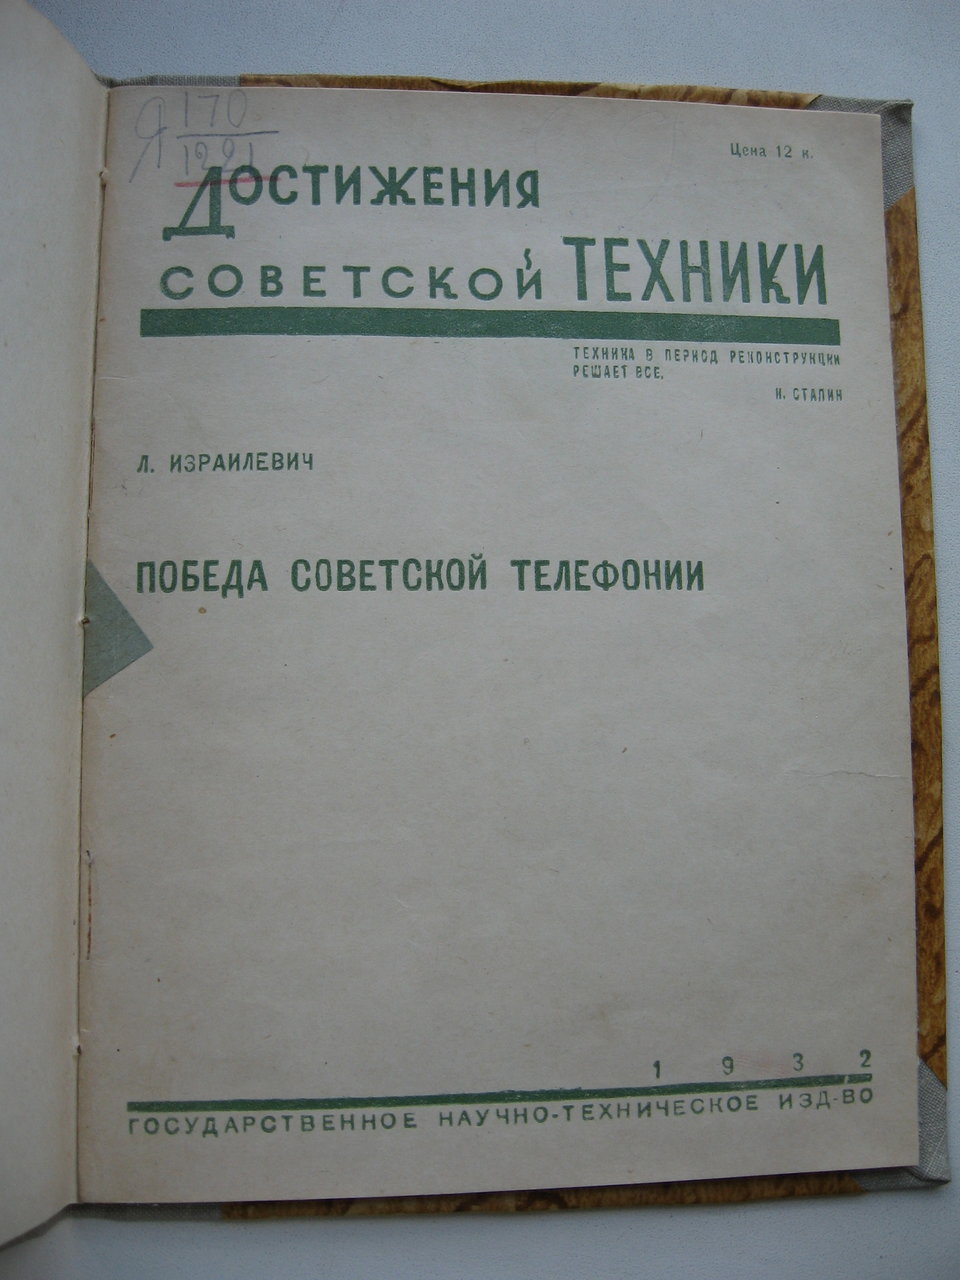 Я 170
1221
Цена 12 к.
ДОСТИЖЕНИЯ
СОВЕТСКОЙ ТЕХНИКИ
ТЕХНИКА В ПЕРИОД РЕКОНСТРУКЦИИ
РЕШАЕТ ВСЕ.
И. СТАЛИН
Л. ИЗРАИЛЕВИЧ
ПОБЕДА СОВЕТСКОЙ ТЕЛЕФОНИИ
1932
ГОСУДАРСТВЕННОЕ НАУЧНО-ТЕХНИЧЕСКОЕ ИЗД-ВО